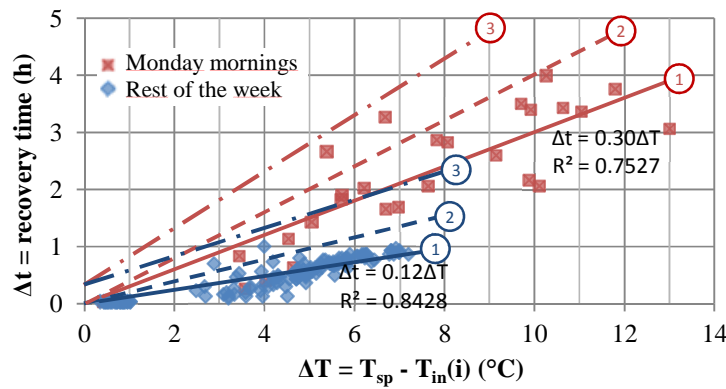 Δt = recovery time (h)
5
4
3
2
1
0
Monday mornings
Rest of the week
3
2
1
Δt = 0.30ΔT
R² = 0.7527
3
2
1
Δt = 0.12ΔT
R² = 0.8428
0 2 4 6 8 10 12 14
ΔT = Tsp - Tin(i) (°C)